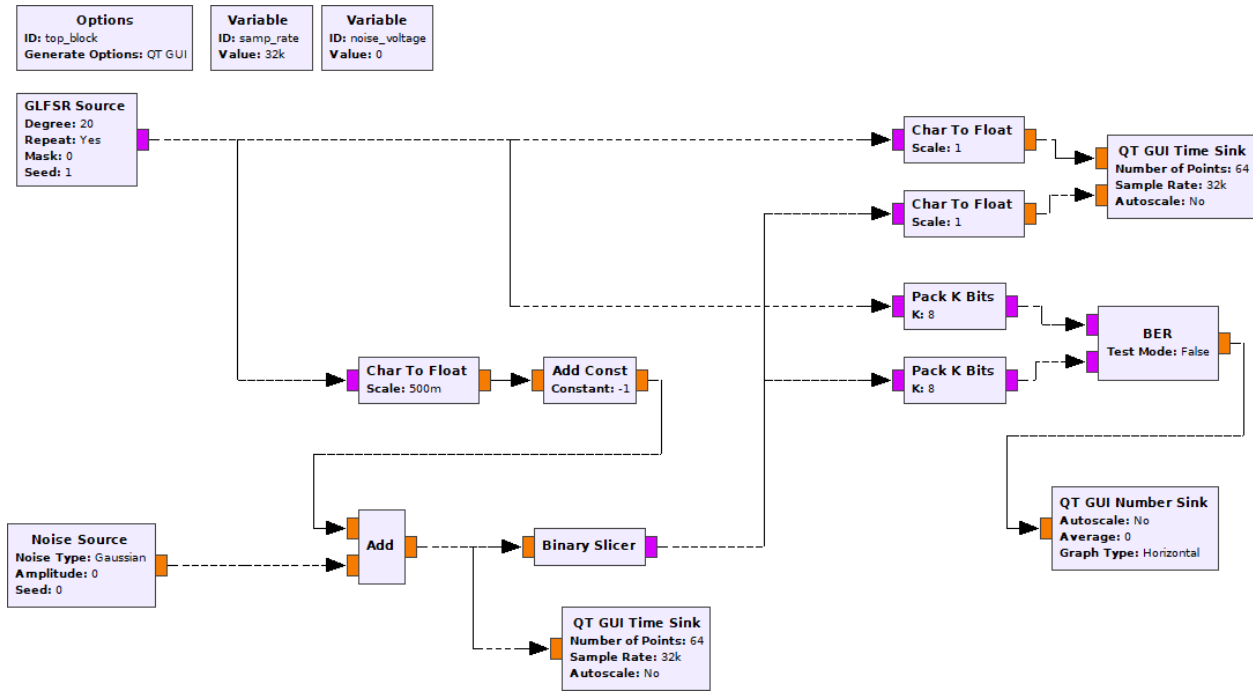 Options
ID: top_block
Generate Options: QT GUI
Variable
ID: samp_rate
Value: 32k
Variable
ID: noise_voltage
Value: 0
GLFSR Source
Degree: 20
Repeat: Yes
Mask: 0
Seed: 1
Char To Float
Scale: 1
QT GUI Time Sink
Number of Points: 64
Sample Rate: 32k
Autoscale: No
Char To Float
Scale: 1
Pack K Bits
K: 8
BER
Test Mode: False
Char To Float
Scale: 500m
Add Const
Constant: -1
Pack K Bits
K: 8
Noise Source
Noise Type: Gaussian
Amplitude: 0
Seed: 0
Add
Binary Slicer
QT GUI Number Sink
Autoscale: No
Average: 0
Graph Type: Horizontal
QT GUI Time Sink
Number of Points: 64
Sample Rate: 32k
Autoscale: No